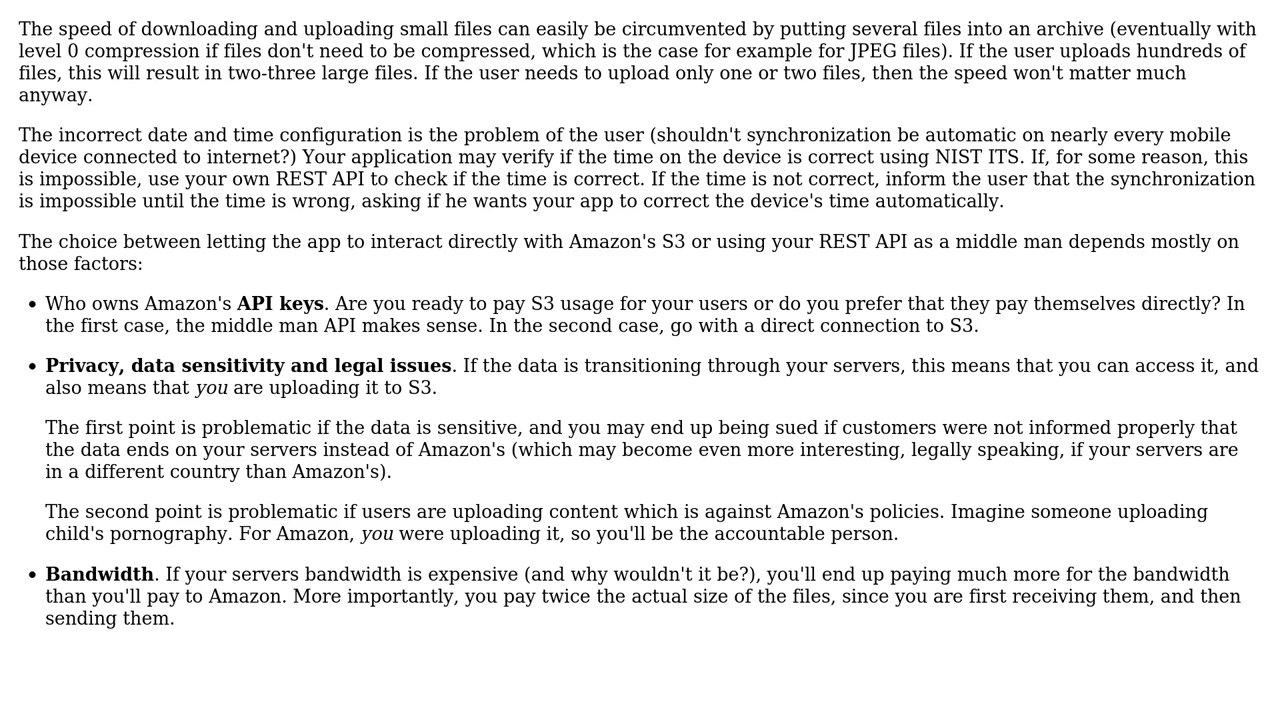 The speed of downloading and uploading small files can easily be circumvented by putting several files into an archive (eventually with
level 0 compression if files don't need to be compressed, which is the case for example for JPEG files). If the user uploads hundreds of
files, this will result in two-three large files. If the user needs to upload only one or two files, then the speed won't matter much
anyway.
The incorrect date and time configuration is the problem of the user (shouldn't synchronization be automatic on nearly every mobile
device connected to internet?) Your application may verify if the time on the device is correct using NIST ITS. If, for some reason, this
is impossible, use your own REST API to check if the time is correct. If the time is not correct, inform the user that the synchronization
is impossible until the time is wrong, asking if he wants your app to correct the device's time automatically.
The choice between letting the app to interact directly with Amazon's S3 or using your REST API as a middle man depends mostly on
those factors:
• Who owns Amazon's API keys. Are you ready to pay S3 usage for your users or do you prefer that they pay themselves directly? In
the first case, the middle man API makes sense. In the second case, go with a direct connection to S3.
• Privacy, data sensitivity and legal issues. If the data is transitioning through your servers, this means that you can access it, and
also means that you are uploading it to S3.
The first point is problematic if the data is sensitive, and you may end up being sued if customers were not informed properly that
the data ends on your servers instead of Amazon's (which may become even more interesting, legally speaking, if your servers are
in a different country than Amazon's).
The second point is problematic if users are uploading content which is against Amazon's policies. Imagine someone uploading
child's pornography. For Amazon, you were uploading it, so you'll be the accountable person.
• Bandwidth. If your servers bandwidth is expensive (and why wouldn't it be?), you'll end up paying much more for the bandwidth
than you'll pay to Amazon. More importantly, you pay twice the actual size of the files, since you are first receiving them, and then
sending them.